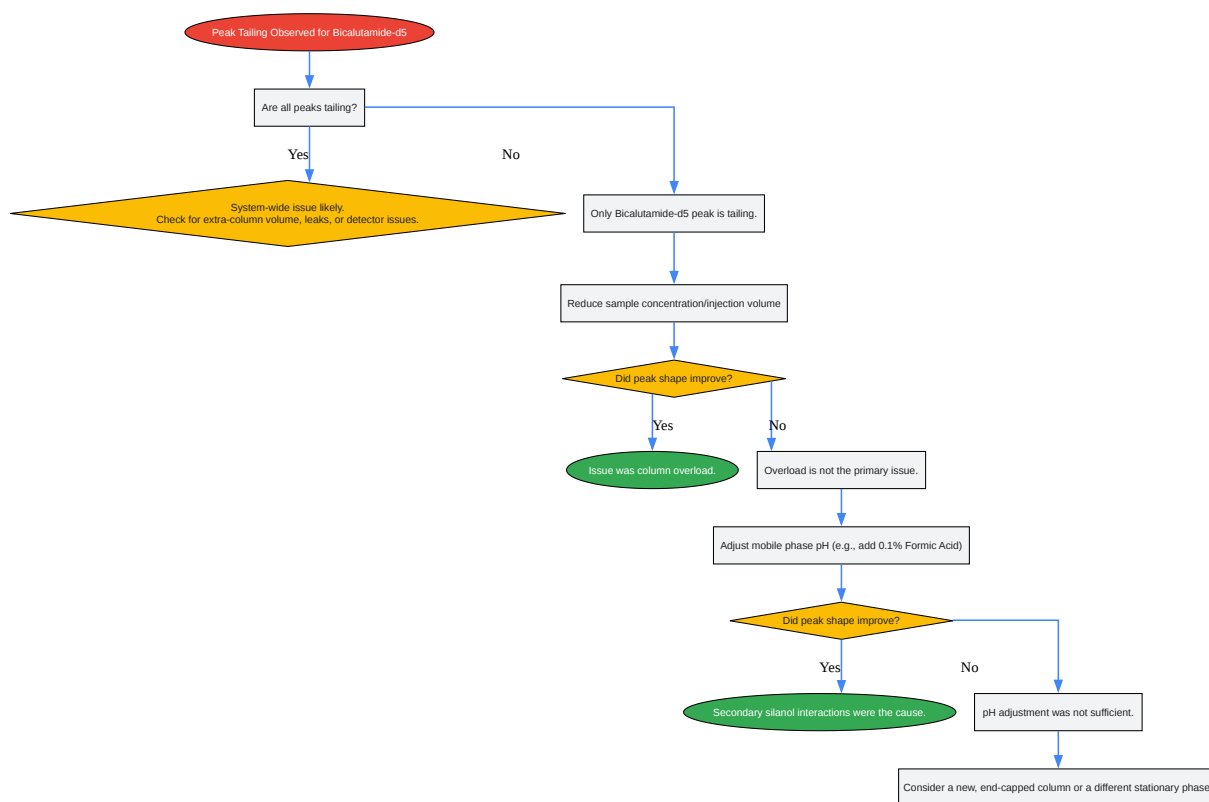 Peak Tailing Observed for Bicalutamide-d5
Are all peaks tailing?
Yes
No
System-wide issue likely.
Check for extra-column volume, leaks, or detector issues.
Only Bicalutamide-d5 peak is tailing.
Reduce sample concentration/injection volume
Did peak shape improve?
Yes
No
Issue was column overload.
Overload is not the primary issue.
Adjust mobile phase pH (e.g., add 0.1% Formic Acid)
Did peak shape improve?
Yes
No
Secondary silanol interactions were the cause.
pH adjustment was not sufficient.
Consider a new, end-capped column or a different stationary phase